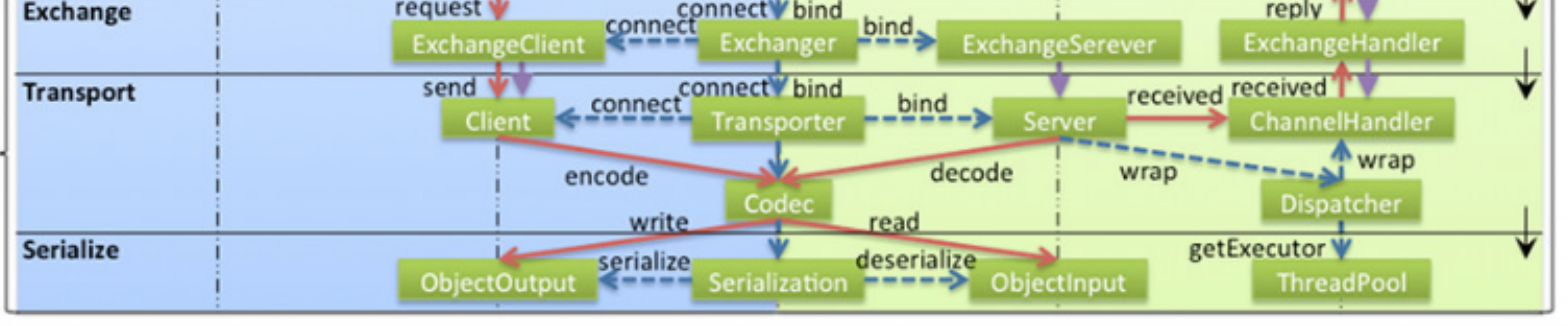 Exchange
request
connect
bind
reply
connect
bind
ExchangeClient
Exchanger
ExchangeSerever
ExchangeHandler
Transport
send
connect
bind
received
received
connect
bind
Client
Transporter
Server
ChannelHandler
encode
decode
wrap
wrap
Codec
Dispatcher
write
read
Serialize
getExecutor
serialize
deserialize
ObjectOutput
Serialization
ObjectInput
ThreadPool